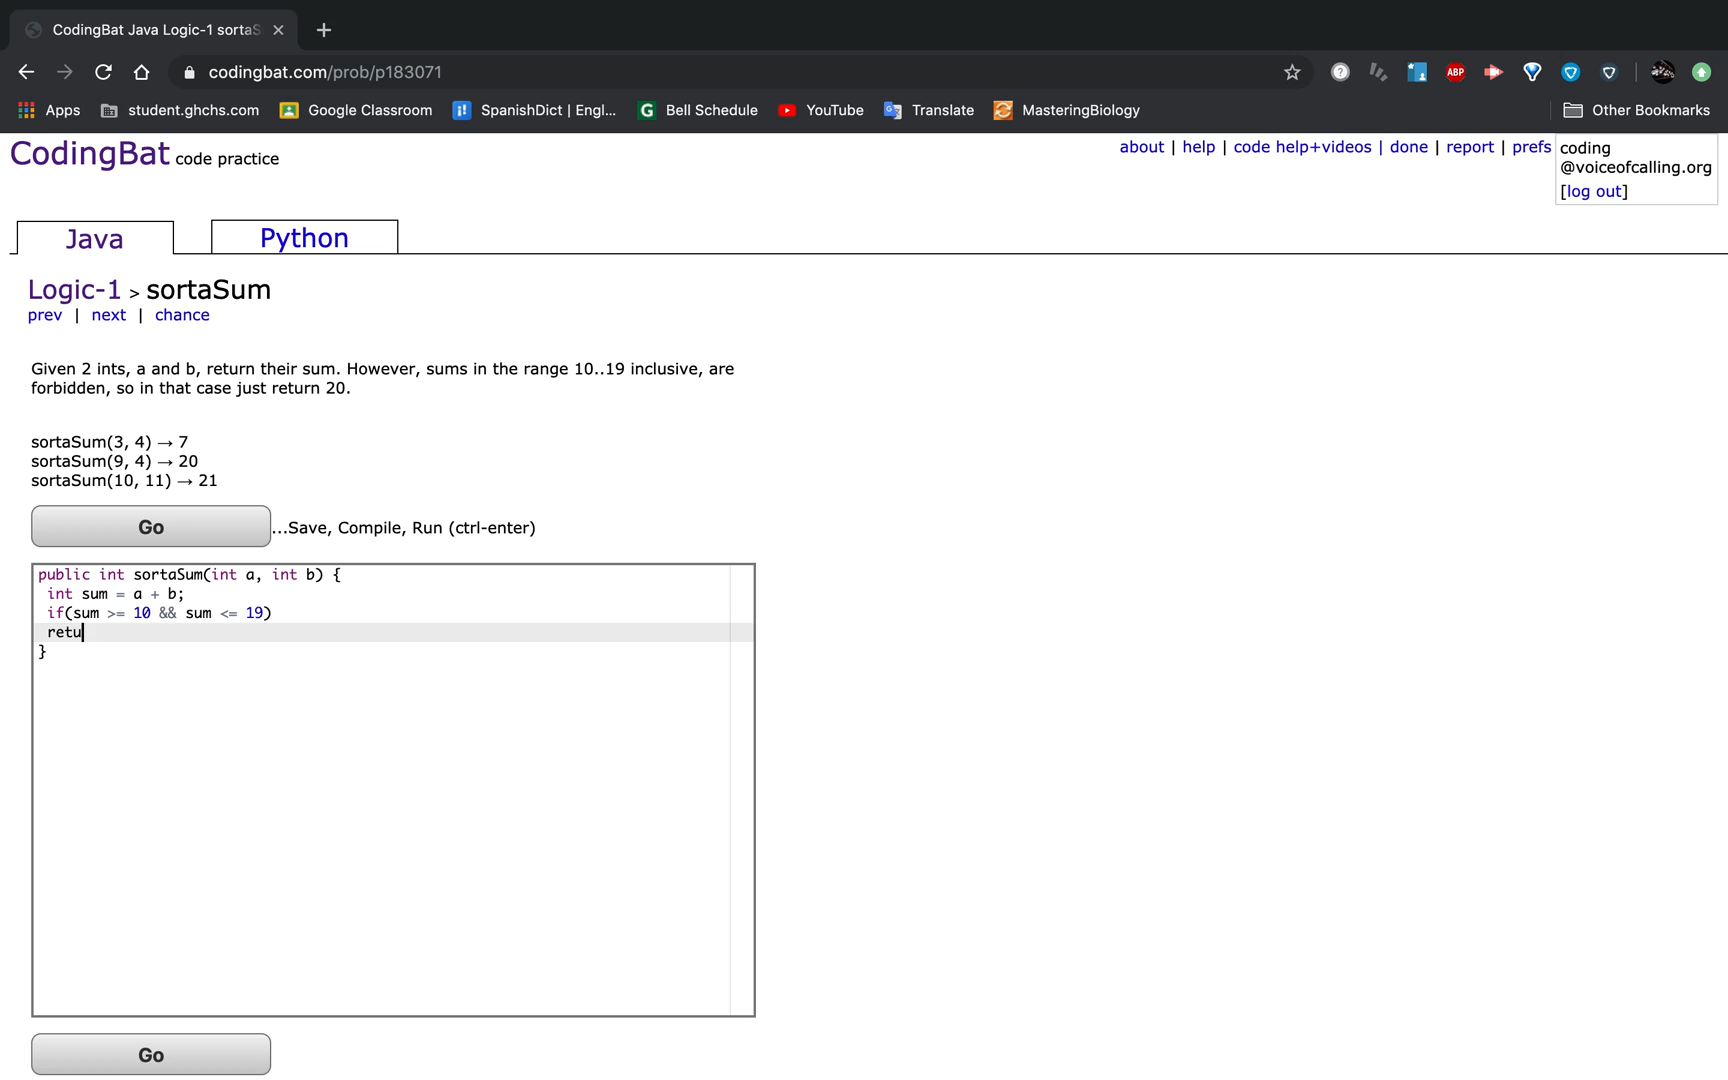 CodingBat Java Logic-1 sortaS
codingbat.com/prob/p183071
ABP
Apps student.ghchs.com Google Classroom SpanishDict | Engl... G Bell Schedule YouTube Translate MasteringBiology Other Bookmarks
CodingBat code practice
about | help | code help+videos | done | report | prefs
coding
@voiceofcalling.org
[log out]
Java Python
Logic-1 > sortaSum
prev | next | chance
Given 2 ints, a and b, return their sum. However, sums in the range 10..19 inclusive, are
forbidden, so in that case just return 20.
sortaSum(3, 4) → 7
sortaSum(9, 4) → 20
sortaSum(10, 11) → 21
Go ...Save, Compile, Run (ctrl-enter)
public int sortaSum(int a, int b) {
int sum = a + b;
if(sum >= 10 && sum <= 19)
retu
}
Go